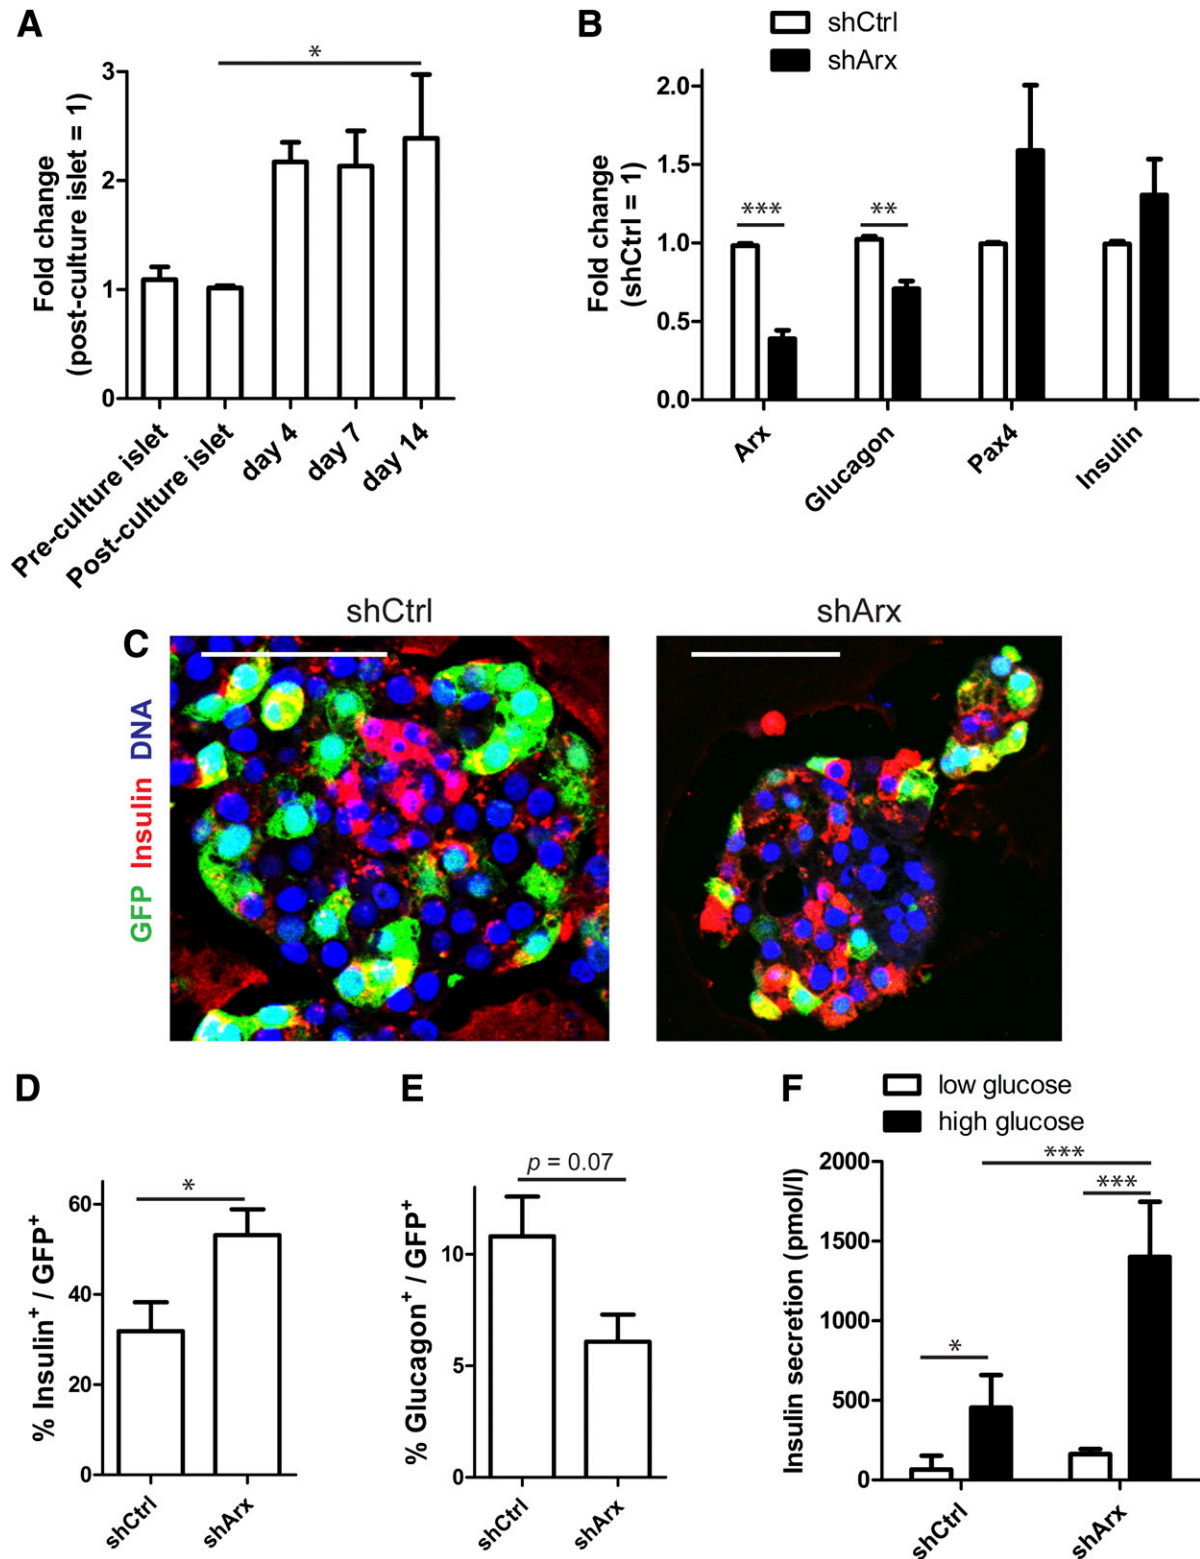 A
*
Fold change
(post-culture islet = 1)
3
2
1
0
Pre-culture islet
Post-culture islet
day 4
day 7
day 14
B
shCtrl
shArx
Fold change
(shCtrl = 1)
2.0
1.5
1.0
0.5
0.0
***
**
Arx
Glucagon
Pax4
Insulin
C
shCtrl
shArx
GFP Insulin DNA
D
% Insulin+ / GFP+
60
40
20
0
*
shCtrl
shArx
E
p = 0.07
% Glucagon+ / GFP+
10
5
0
shCtrl
shArx
F
low glucose
high glucose
Insulin secretion (pmol/l)
2000
1500
1000
500
0
***
***
*
shCtrl
shArx